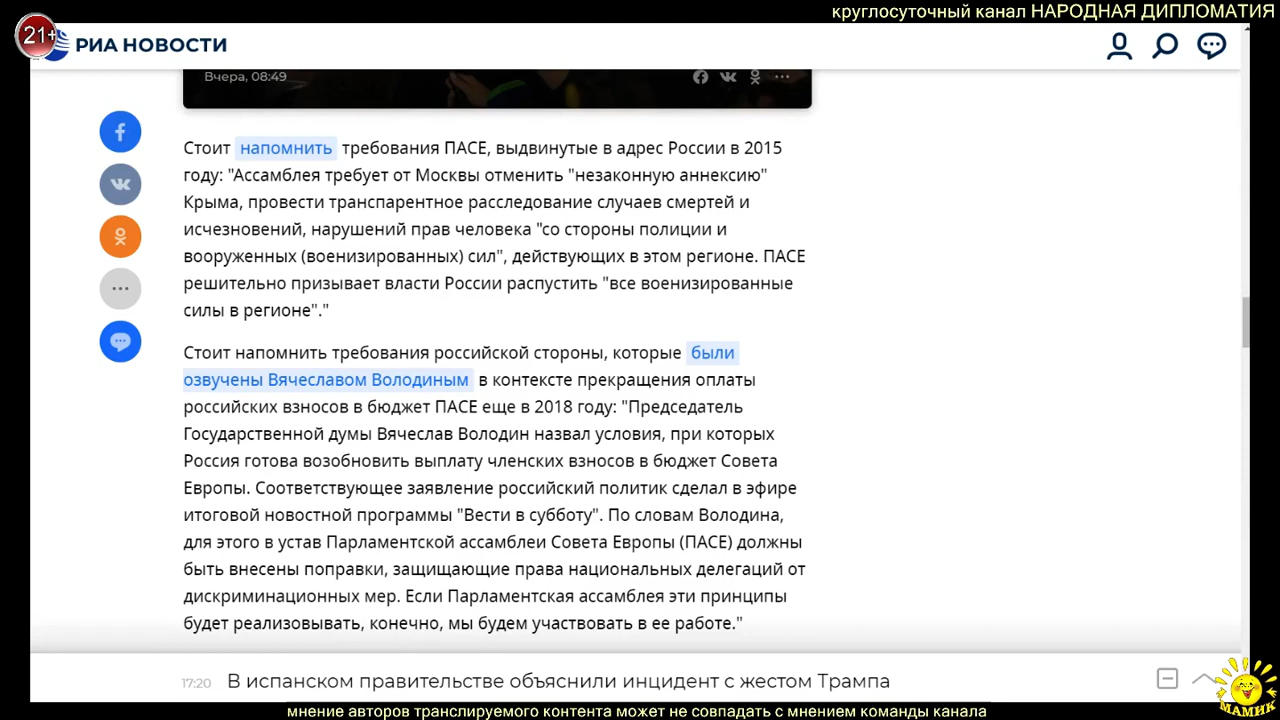 круглосуточный канал НАРОДНАЯ ДИПЛОМАТИЯ
21+
РИА НОВОСТИ
Вчера, 08:49
Стоит напомнить требования ПАСЕ, выдвинутые в адрес России в 2015
году: "Ассамблея требует от Москвы отменить "незаконную аннексию"
Крыма, провести транспарентное расследование случаев смертей и
исчезновений, нарушений прав человека "со стороны полиции и
вооруженных (военизированных) сил", действующих в этом регионе. ПАСЕ
решительно призывает власти России распустить "все военизированные
силы в регионе"."
Стоит напомнить требования российской стороны, которые были
озвучены Вячеславом Володиным в контексте прекращения оплаты
российских взносов в бюджет ПАСЕ еще в 2018 году: "Председатель
Государственной думы Вячеслав Володин назвал условия, при которых
Россия готова возобновить выплату членских взносов в бюджет Совета
Европы. Соответствующее заявление российский политик сделал в эфире
итоговой новостной программы "Вести в субботу". По словам Володина,
для этого в устав Парламентской ассамблеи Совета Европы (ПАСЕ) должны
быть внесены поправки, защищающие права национальных делегаций от
дискриминационных мер. Если Парламентская ассамблея эти принципы
будет реализовывать, конечно, мы будем участвовать в ее работе."
17:20 В испанском правительстве объяснили инцидент с жестом Трампа
МАМИК
мнение авторов транслируемого контента может не совпадать с мнением команды канала